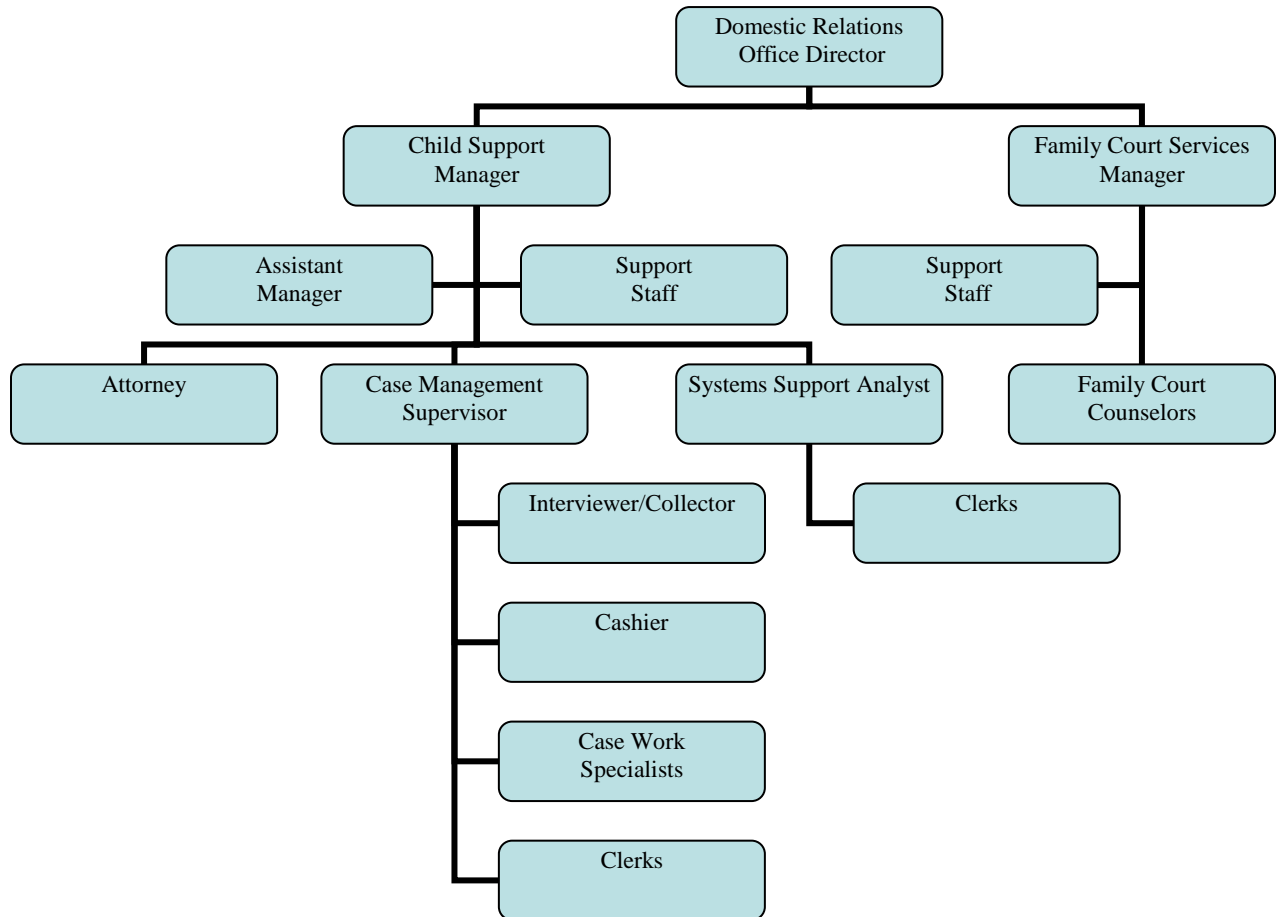 Domestic Relations
Office Director
Child Support
Manager
Family Court Services
Manager
Assistant
Manager
Support
Staff
Support
Staff
Attorney
Case Management
Supervisor
Systems Support Analyst
Family Court
Counselors
Interviewer/Collector
Clerks
Cashier
Case Work
Specialists
Clerks